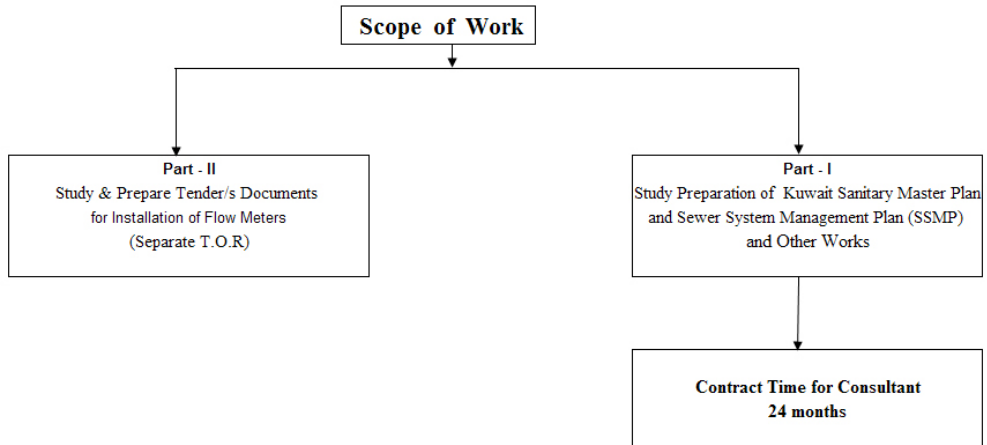 Scope of Work
Part - II
Study & Prepare Tender/s Documents
for Installation of Flow Meters
(Separate T.O.R)
Part - I
Study Preparation of Kuwait Sanitary Master Plan
and Sewer System Management Plan (SSMP)
and Other Works
Contract Time for Consultant
24 months